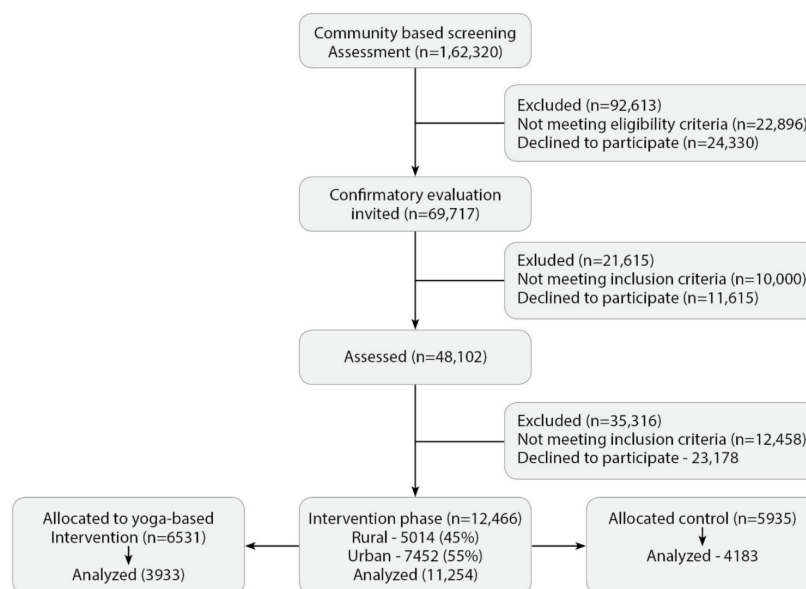 Community based screening
Assessment (n=1,62,320)
Excluded (n=92,613)
Not meeting eligibility criteria (n=22,896)
Declined to participate (n=24,330)
Confirmatory evaluation
invited (n=69,717)
Exluded (n=21,615)
Not meeting inclusion criteria (n=10,000)
Declined to participate (n=11,615)
Assessed (n=48,102)
Excluded (n=35,316)
Not meeting inclusion criteria (n=12,458)
Declined to participate - 23,178
Allocated to yoga-based
Intervention (n=6531)
Analyzed (3933)
Intervention phase (n=12,466)
Rural - 5014 (45%)
Urban - 7452 (55%)
Analyzed (11,254)
Allocated control (n=5935)
Analyzed - 4183